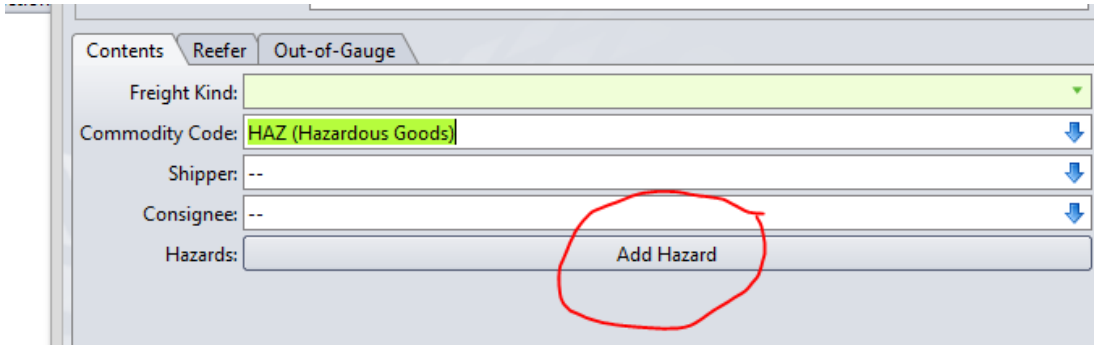 Contents Reefer Out-of-Gauge
Freight Kind:
Commodity Code: HAZ (Hazardous Goods)
Shipper: --
Consignee: --
Hazards: Add Hazard